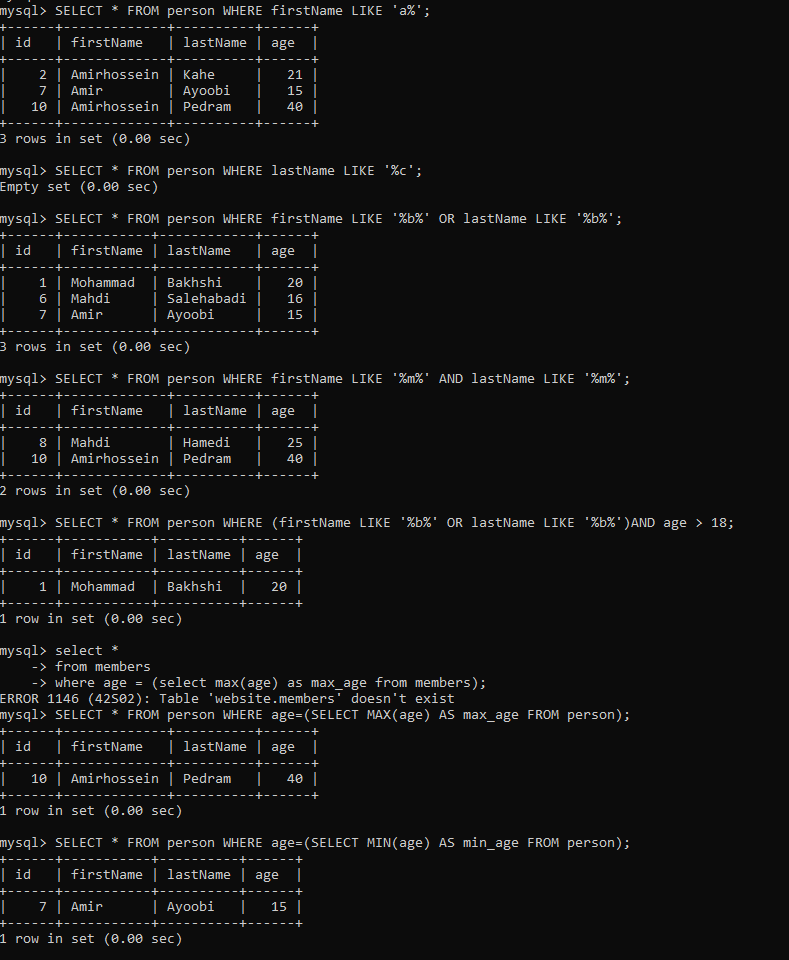 mysql> SELECT * FROM person WHERE firstName LIKE 'a%';
+------+-------------+----------+------+
| id   | firstName   | lastName | age  |
+------+-------------+----------+------+
|    2 | Amirhossein | Kahe     |   21 |
|    7 | Amir        | Ayoobi   |   15 |
|   10 | Amirhossein | Pedram   |   40 |
+------+-------------+----------+------+
3 rows in set (0.00 sec)

mysql> SELECT * FROM person WHERE lastName LIKE '%c';
Empty set (0.00 sec)

mysql> SELECT * FROM person WHERE firstName LIKE '%b%' OR lastName LIKE '%b%';
+------+-----------+------------+------+
| id   | firstName | lastName   | age  |
+------+-----------+------------+------+
|    1 | Mohammad  | Bakhshi    |   20 |
|    6 | Mahdi     | Salehabadi |   16 |
|    7 | Amir      | Ayoobi     |   15 |
+------+-----------+------------+------+
3 rows in set (0.00 sec)

mysql> SELECT * FROM person WHERE firstName LIKE '%m%' AND lastName LIKE '%m%';
+------+-------------+----------+------+
| id   | firstName   | lastName | age  |
+------+-------------+----------+------+
|    8 | Mahdi       | Hamedi   |   25 |
|   10 | Amirhossein | Pedram   |   40 |
+------+-------------+----------+------+
2 rows in set (0.00 sec)

mysql> SELECT * FROM person WHERE (firstName LIKE '%b%' OR lastName LIKE '%b%')AND age > 18;
+------+-----------+----------+------+
| id   | firstName | lastName | age  |
+------+-----------+----------+------+
|    1 | Mohammad  | Bakhshi  |   20 |
+------+-----------+----------+------+
1 row in set (0.00 sec)

mysql> select *
    -> from members
    -> where age = (select max(age) as max_age from members);
ERROR 1146 (42S02): Table 'website.members' doesn't exist
mysql> SELECT * FROM person WHERE age=(SELECT MAX(age) AS max_age FROM person);
+------+-------------+----------+------+
| id   | firstName   | lastName | age  |
+------+-------------+----------+------+
|   10 | Amirhossein | Pedram   |   40 |
+------+-------------+----------+------+
1 row in set (0.00 sec)

mysql> SELECT * FROM person WHERE age=(SELECT MIN(age) AS min_age FROM person);
+------+-----------+----------+------+
| id   | firstName | lastName | age  |
+------+-----------+----------+------+
|    7 | Amir      | Ayoobi   |   15 |
+------+-----------+----------+------+
1 row in set (0.00 sec)